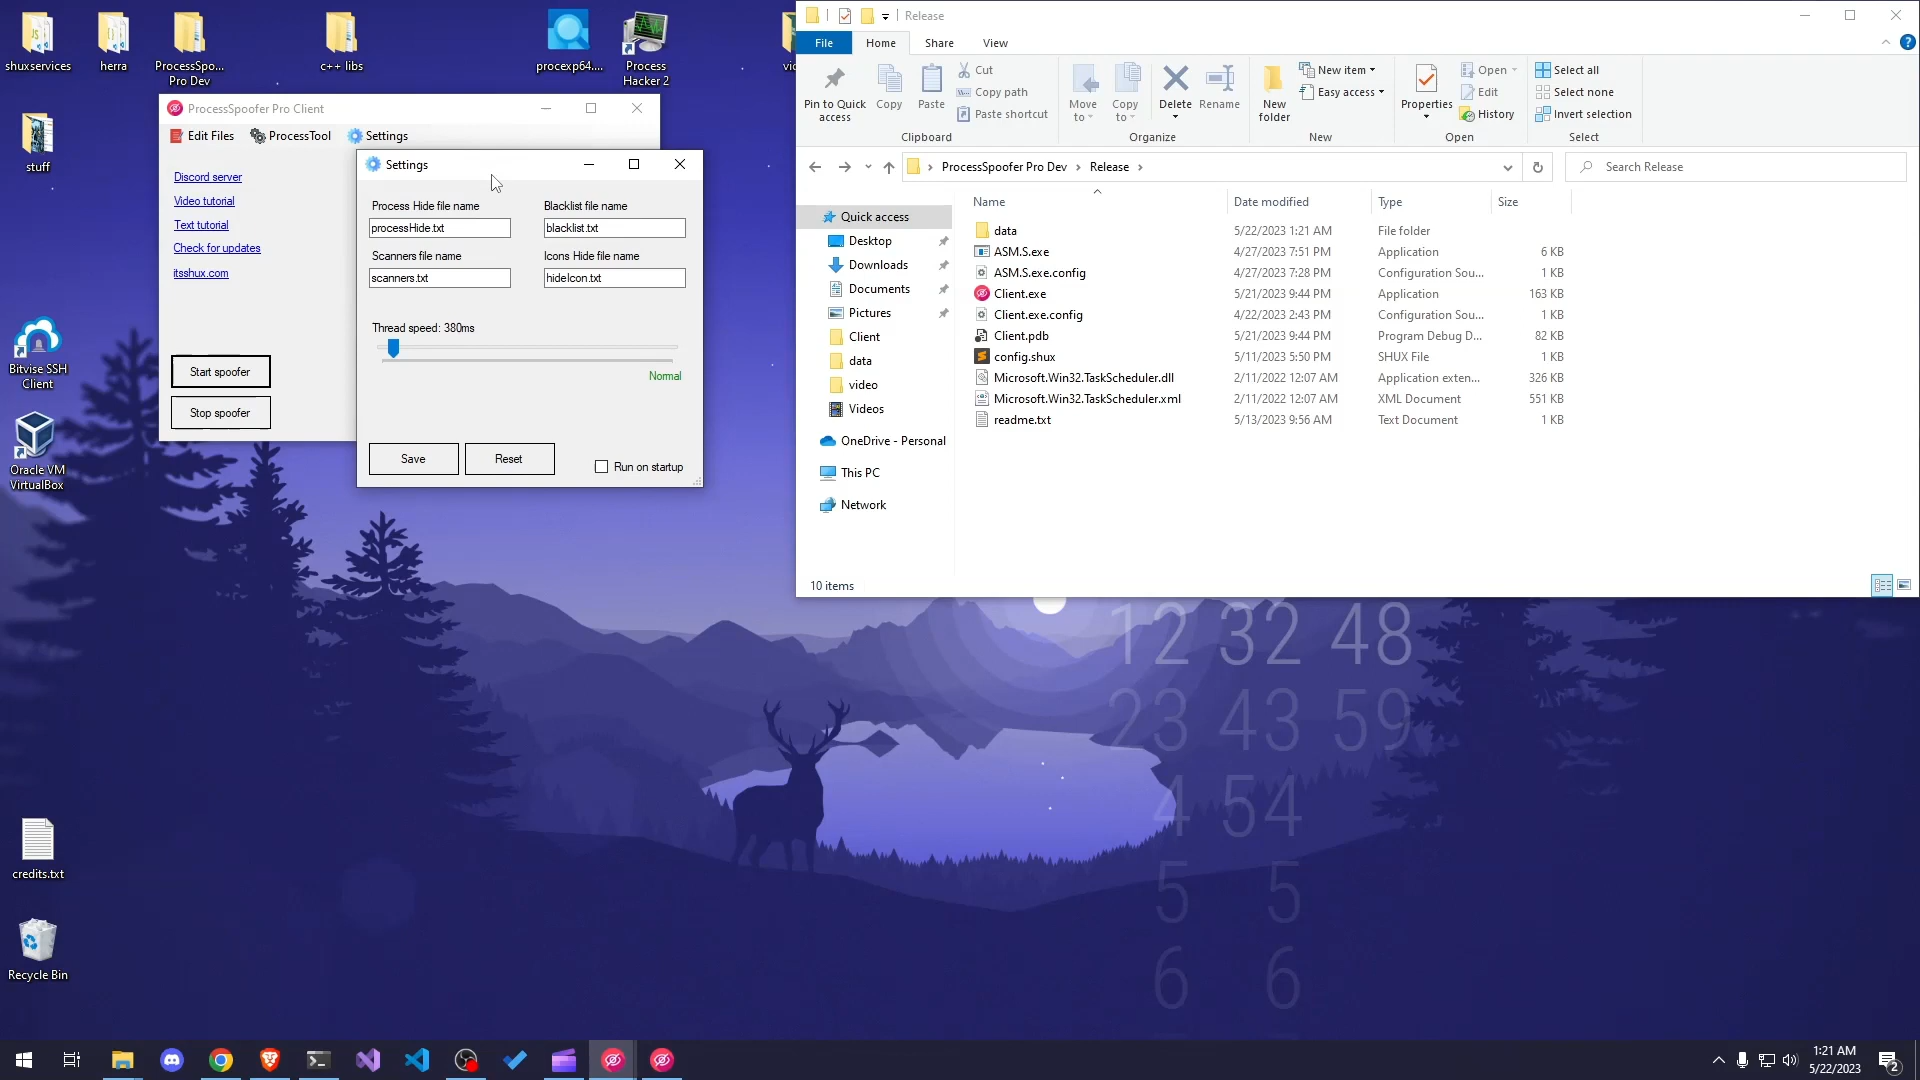 shuxservices
herra
ProcessSpo...
Pro Dev
c++ libs
procexp64....
Process
Hacker 2
stuff
Bitvise SSH
Client
Oracle VM
VirtualBox
credits.txt
Recycle Bin
ProcessSpoofer Pro Client
Edit Files
ProcessTool
Settings
Discord server
Video tutorial
Text tutorial
Check for updates
itsshux.com
Start spoofer
Stop spoofer
Settings
Process Hide file name
Blacklist file name
processHide.txt
blacklist.txt
Scanners file name
Icons Hide file name
scanners.txt
hideIcon.txt
Thread speed: 380ms
Normal
Save
Reset
Run on startup
Release
File
Home
Share
View
Pin to Quick
access
Copy
Paste
Cut
Copy path
Paste shortcut
Clipboard
Move
to
Copy
to
Delete
Rename
Organize
New
folder
New item
Easy access
New
Properties
Open
Edit
History
Open
Select all
Select none
Invert selection
Select
ProcessSpoofer Pro Dev
Release
Search Release
Quick access
Desktop
Downloads
Documents
Pictures
Client
data
video
Videos
OneDrive - Personal
This PC
Network
Name Date modified Type Size
data 5/22/2023 1:21 AM File folder
ASM.S.exe 4/27/2023 7:51 PM Application 6 KB
ASM.S.exe.config 4/27/2023 7:28 PM Configuration Sou... 1 KB
Client.exe 5/21/2023 9:44 PM Application 163 KB
Client.exe.config 4/22/2023 2:43 PM Configuration Sou... 1 KB
Client.pdb 5/21/2023 9:44 PM Program Debug D... 82 KB
config.shux 5/11/2023 5:50 PM SHUX File 1 KB
Microsoft.Win32.TaskScheduler.dll 2/11/2022 12:07 AM Application exten... 326 KB
Microsoft.Win32.TaskScheduler.xml 2/11/2022 12:07 AM XML Document 551 KB
readme.txt 5/13/2023 9:56 AM Text Document 1 KB
10 items
12 32 48
23 43 59
4 54
5 5
6 6
1:21 AM
5/22/2023
2